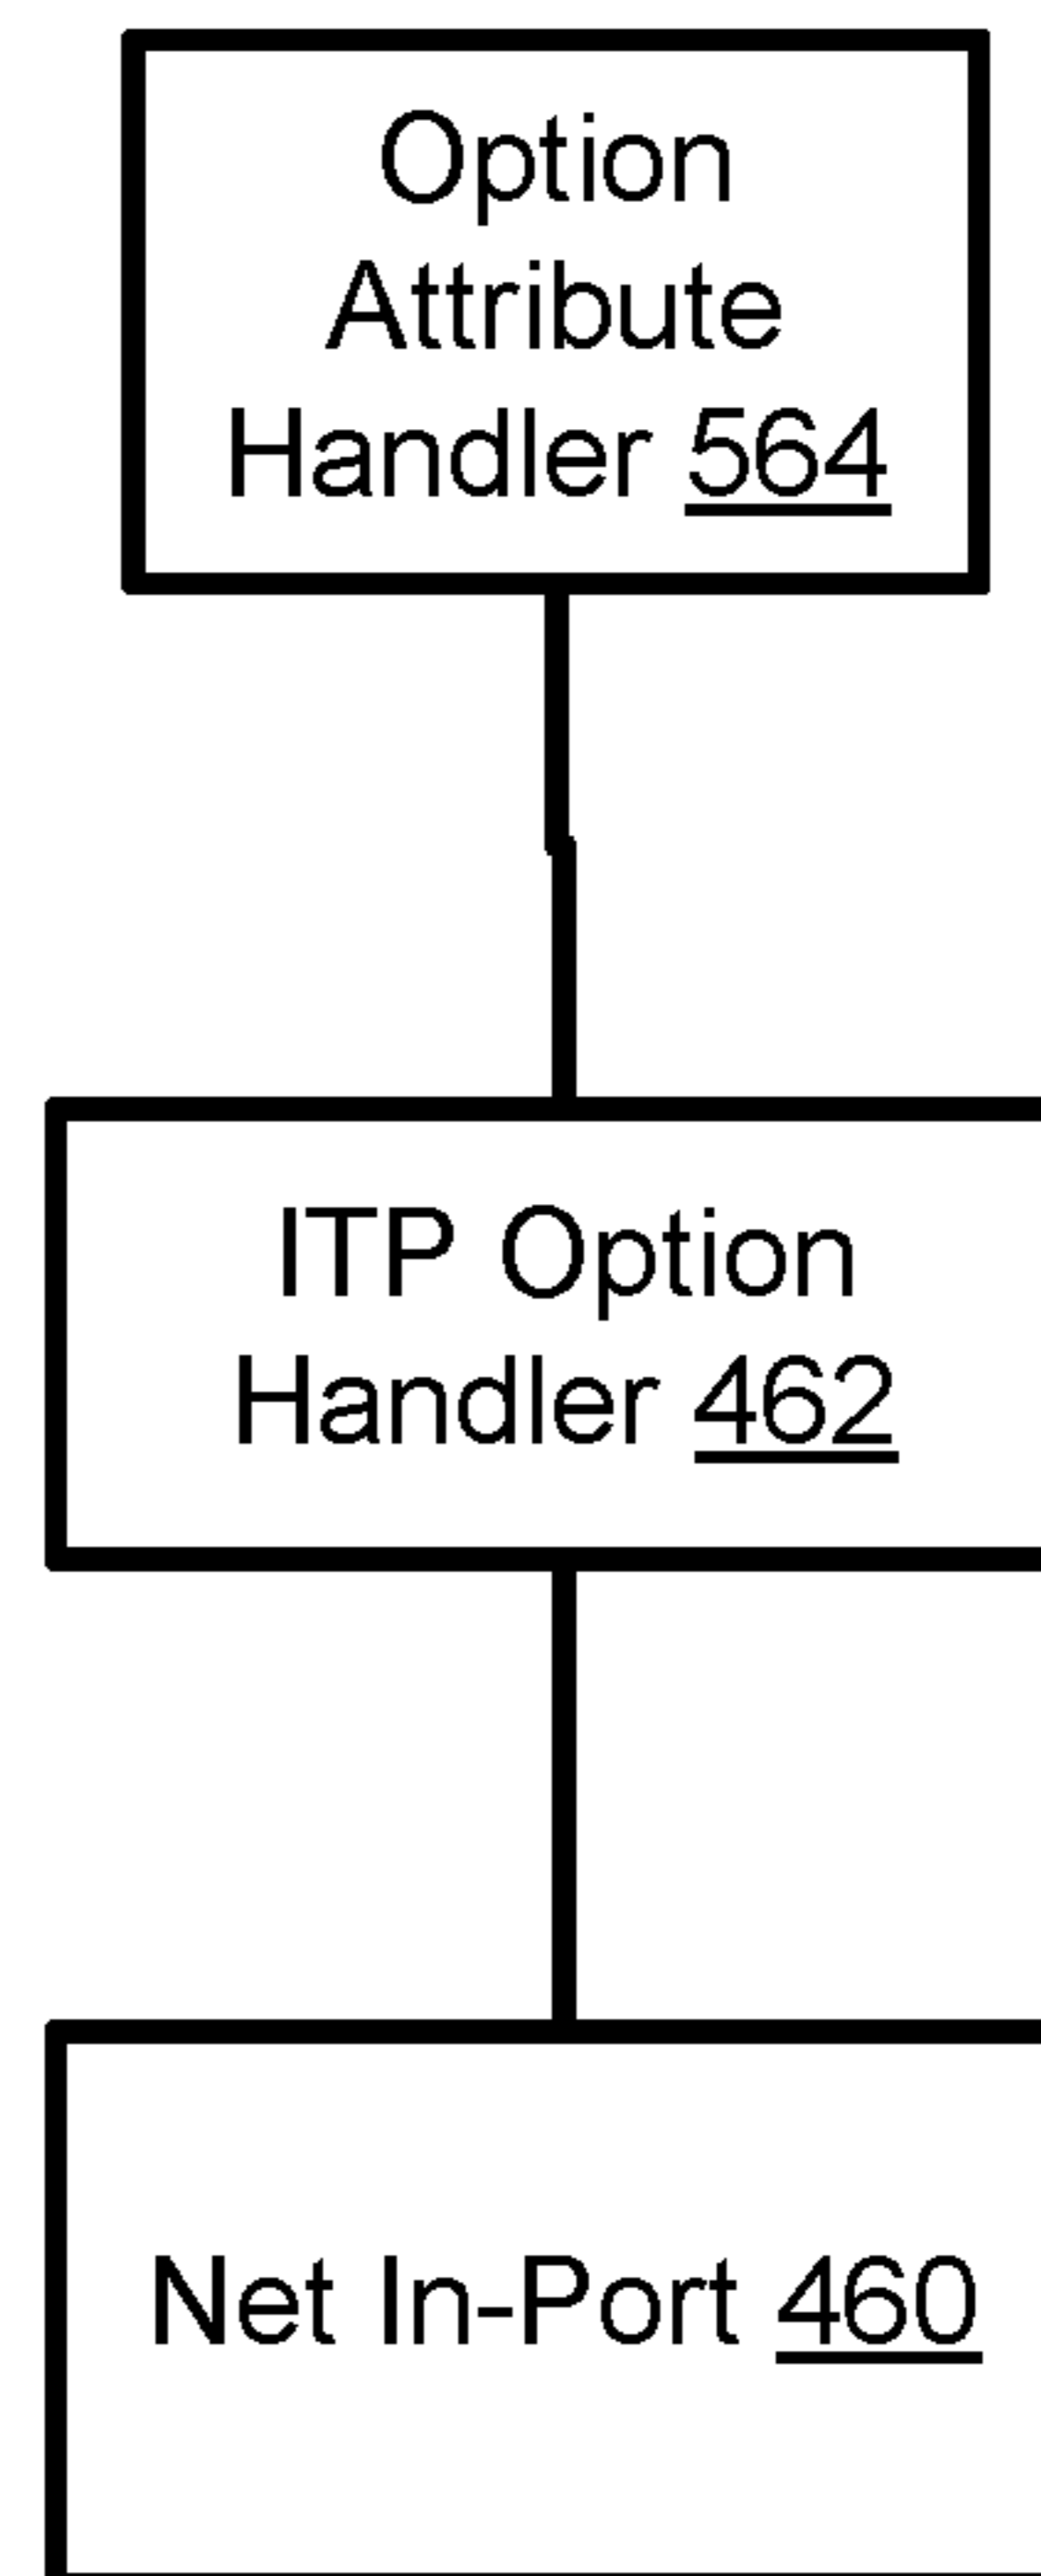 Option
Attribute
Handler 564
ITP Option
Handler 462
Net In-Port 460